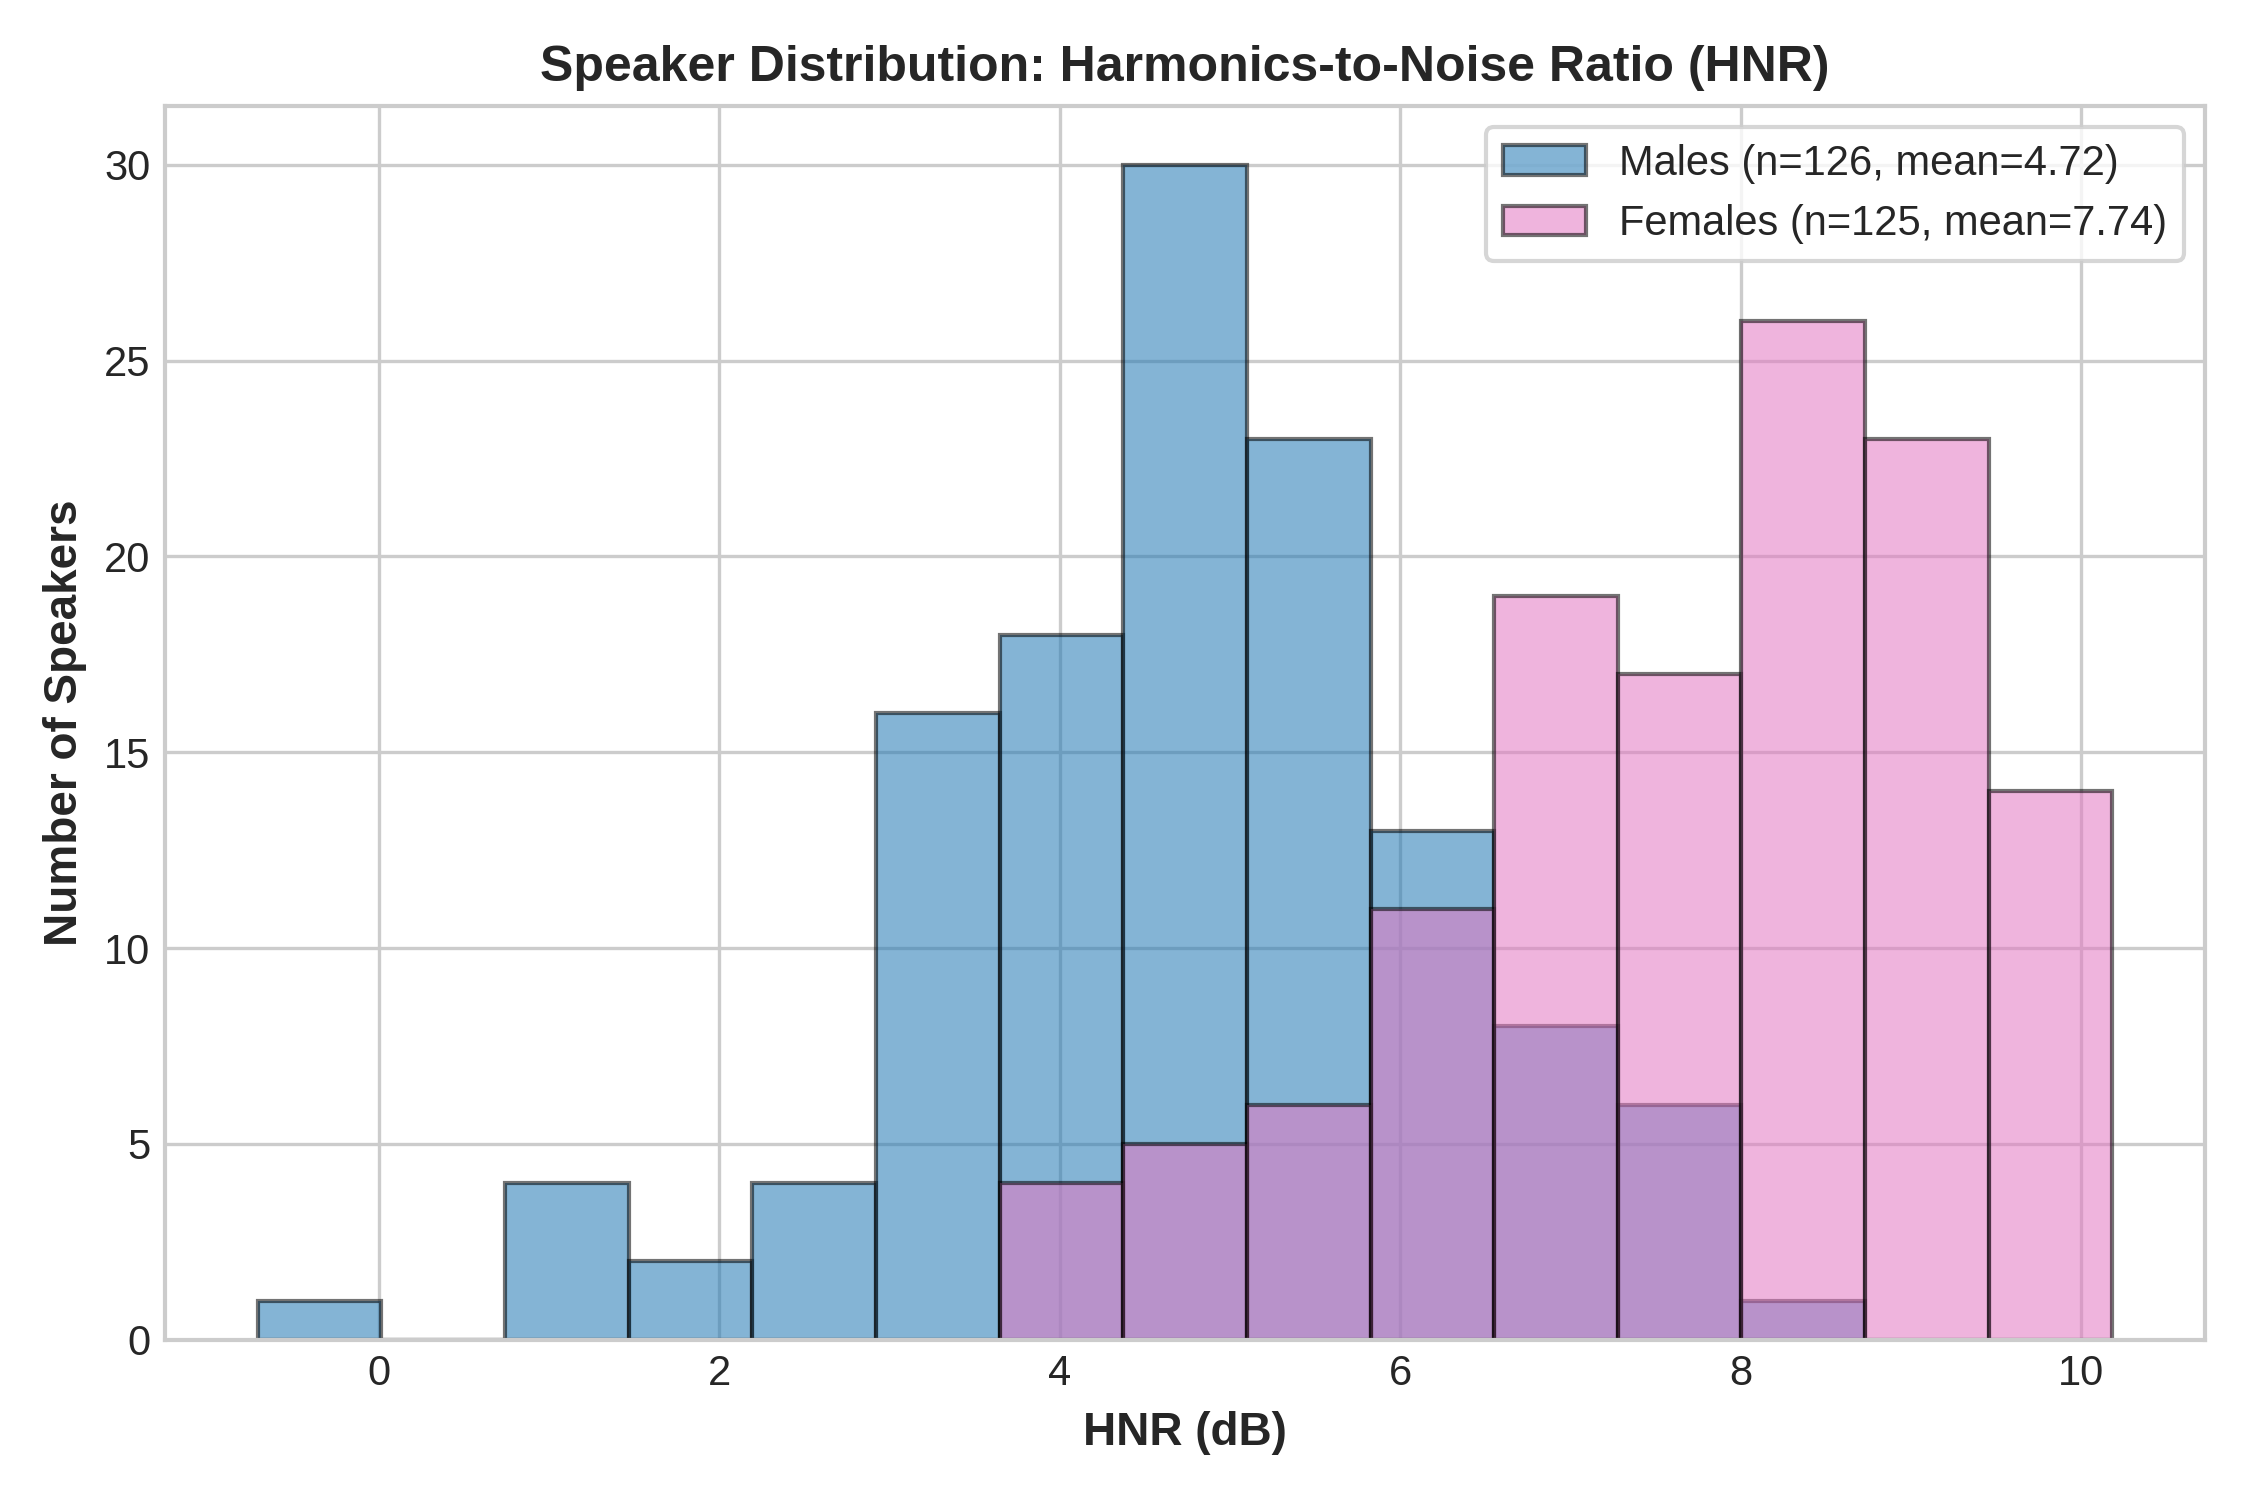 Speaker Distribution: Harmonics-to-Noise Ratio (HNR)
Males (n=126, mean=4.72)
Females (n=125, mean=7.74)
30
25
20
15
10
5
0
Number of Speakers
0 2 4 6 8 10
HNR (dB)